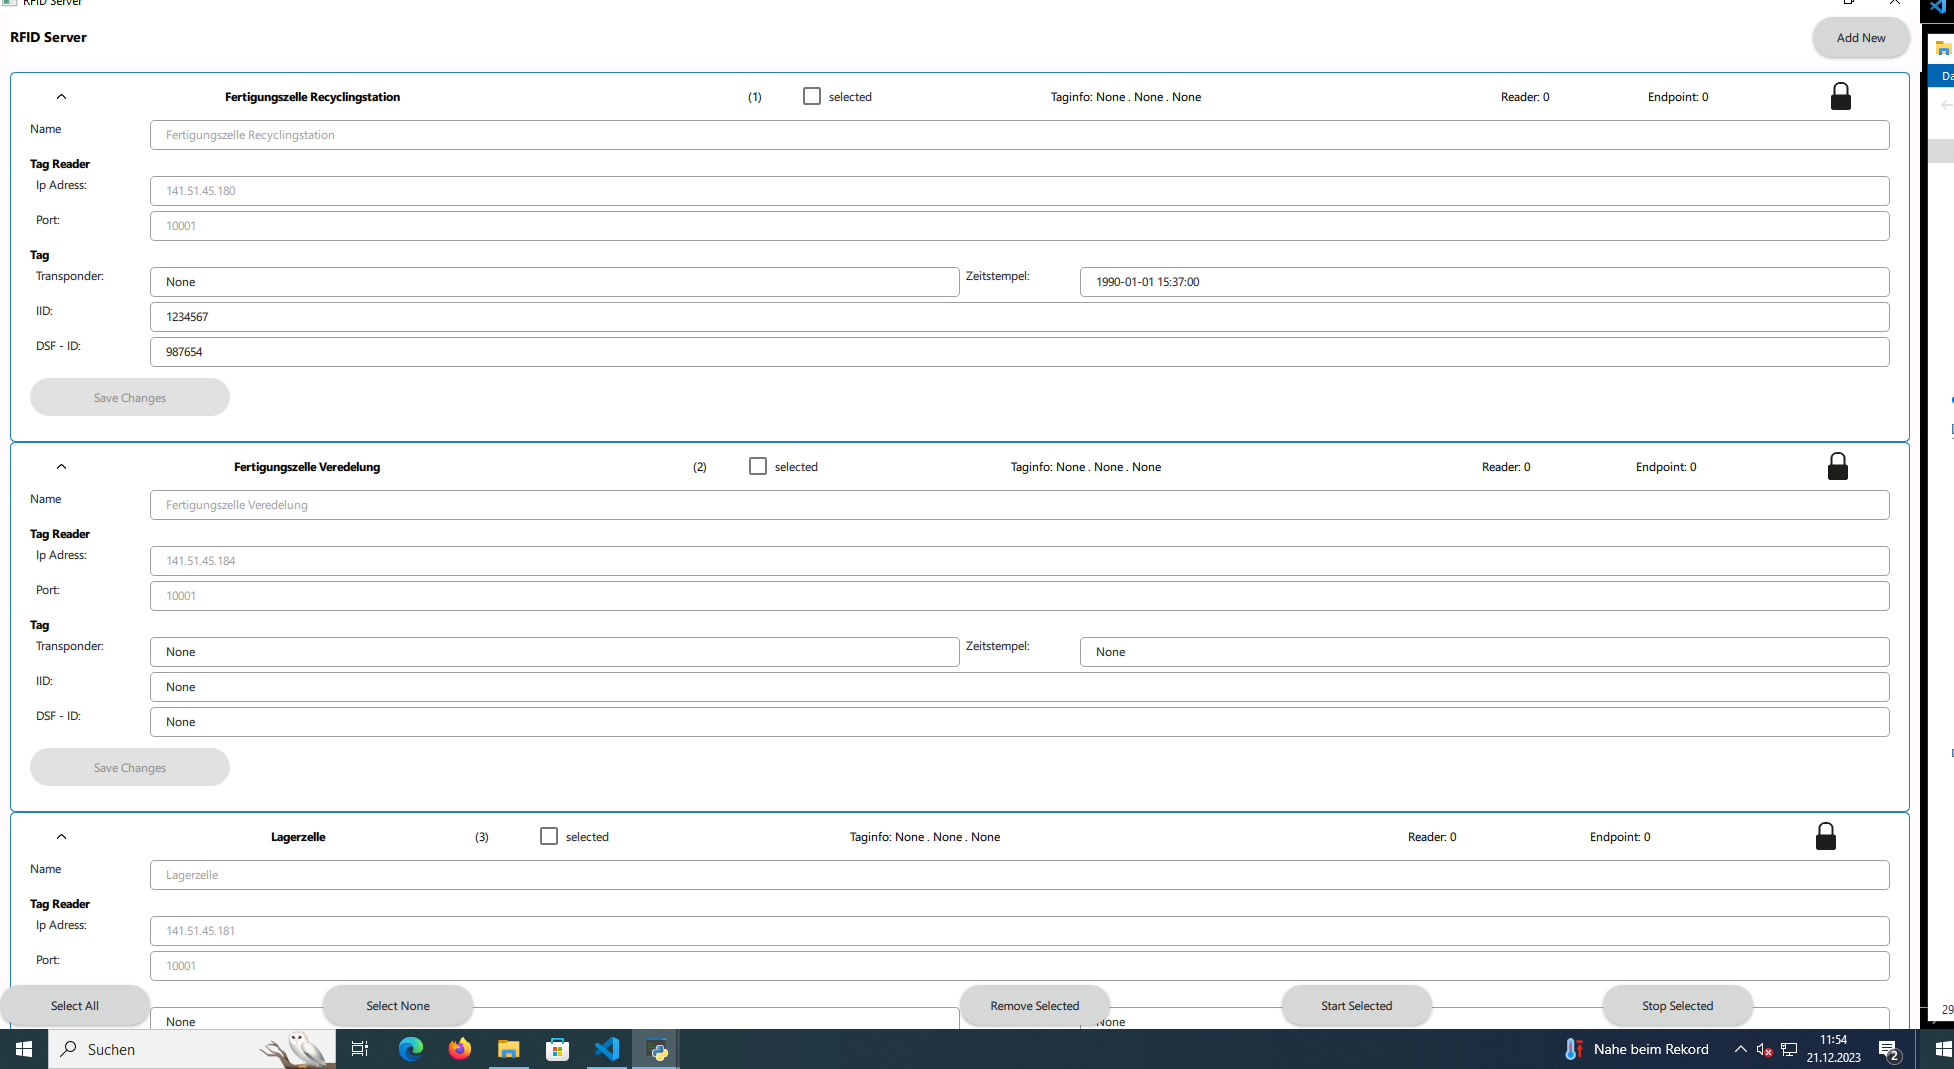 RFID Server
RFID Server
Add New
Fertigungszelle Recyclingstation (1) selected Taginfo: None . None . None Reader: 0 Endpoint: 0
Name Fertigungszelle Recyclingstation
Tag Reader
Ip Adress: 141.51.45.180
Port: 10001
Tag
Transponder: None Zeitstempel: 1990-01-01 15:37:00
IID: 1234567
DSF - ID: 987654
Save Changes
Fertigungszelle Veredelung (2) selected Taginfo: None . None . None Reader: 0 Endpoint: 0
Name Fertigungszelle Veredelung
Tag Reader
Ip Adress: 141.51.45.184
Port: 10001
Tag
Transponder: None Zeitstempel: None
IID: None
DSF - ID: None
Save Changes
Lagerzelle (3) selected Taginfo: None . None . None Reader: 0 Endpoint: 0
Name Lagerzelle
Tag Reader
Ip Adress: 141.51.45.181
Port: 10001
Select All Select None Remove Selected Start Selected Stop Selected
None None
Suchen Nahe beim Rekord 11:54
21.12.2023 2
Da
29